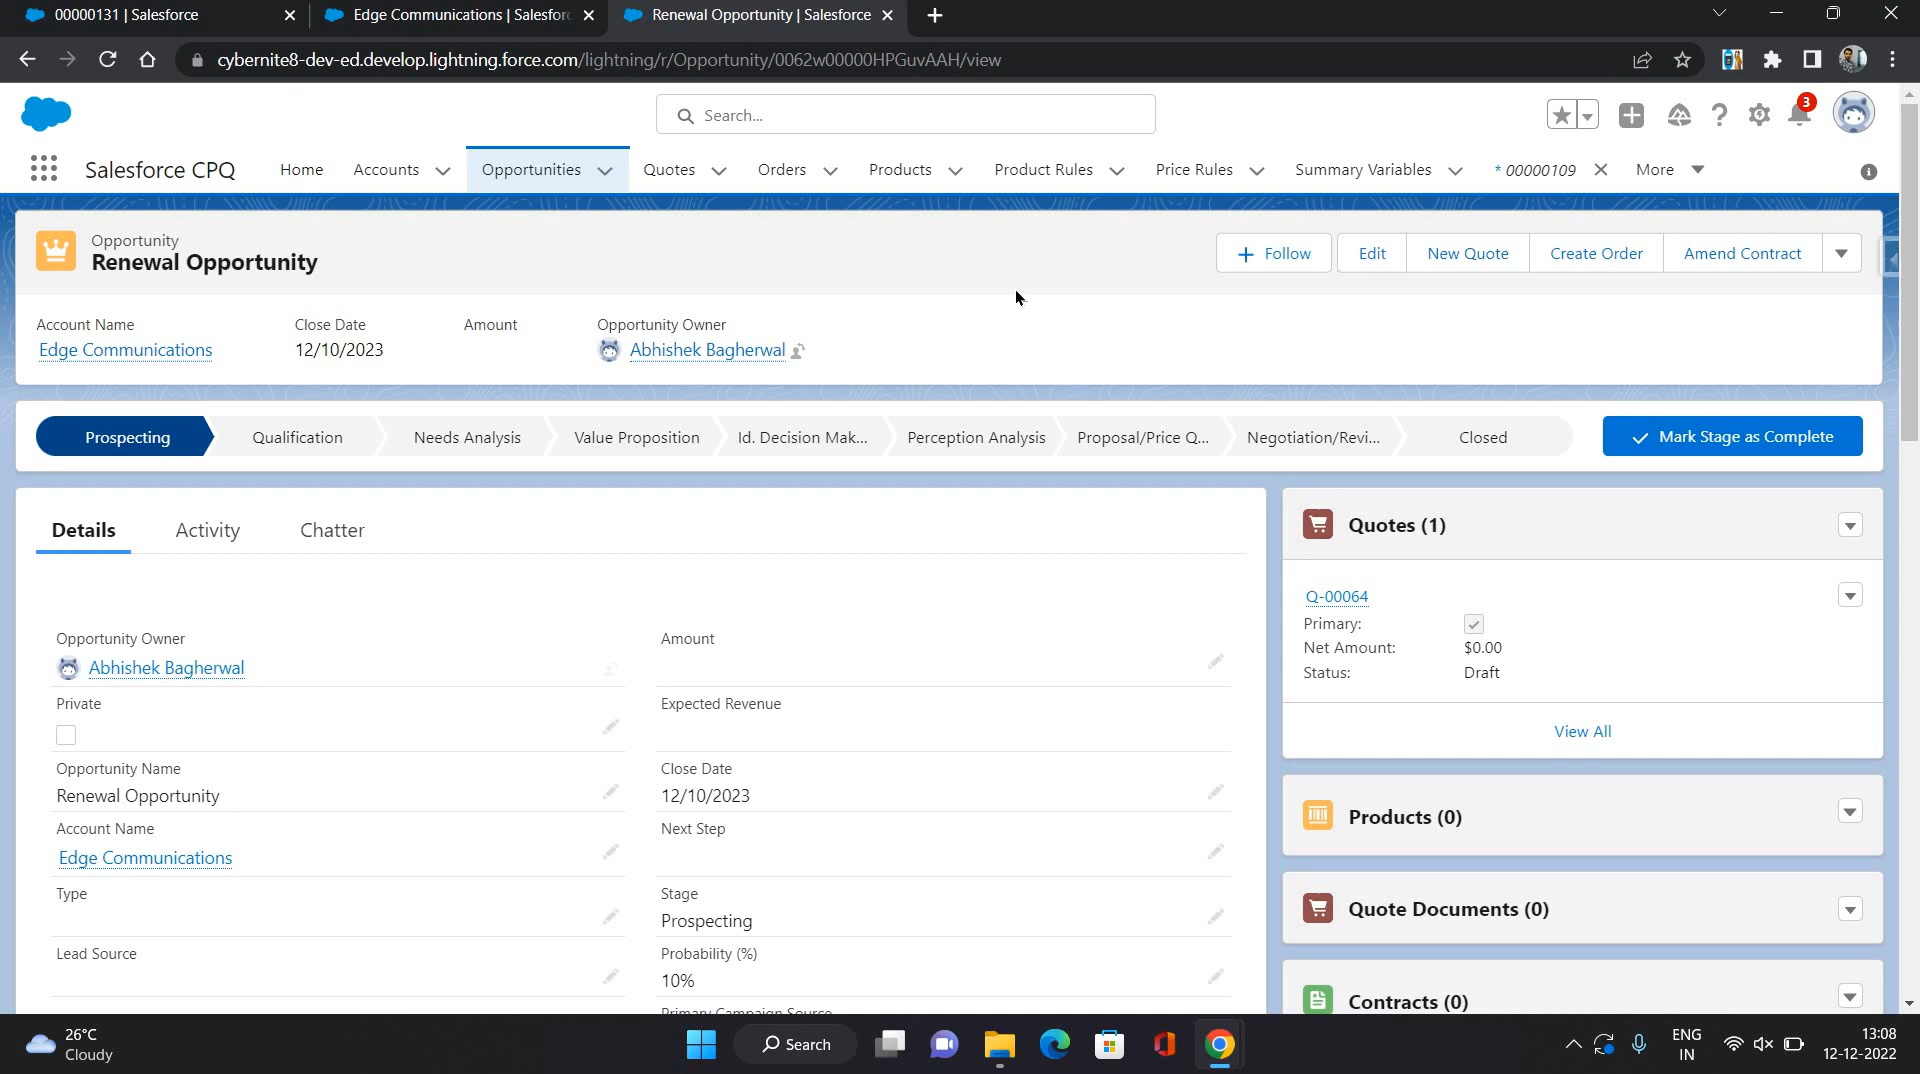 00000131 | Salesforce
Edge Communications | Salesforc
Renewal Opportunity | Salesforce
cybernite8-dev-ed.develop.lightning.force.com/lightning/r/Opportunity/0062w00000HPGuvAAH/view
Search...
3
Salesforce CPQ
Home
Accounts
Opportunities
Quotes
Orders
Products
Product Rules
Price Rules
Summary Variables
* 00000109
More
Opportunity
Renewal Opportunity
Follow
Edit
New Quote
Create Order
Amend Contract
Account Name
Close Date
Amount
Opportunity Owner
Edge Communications
12/10/2023
Abhishek Bagherwal
Prospecting
Qualification
Needs Analysis
Value Proposition
Id. Decision Mak...
Perception Analysis
Proposal/Price Q...
Negotiation/Revi...
Closed
Mark Stage as Complete
Details
Activity
Chatter
Opportunity Owner
Abhishek Bagherwal
Amount
Private
Expected Revenue
Opportunity Name
Renewal Opportunity
Close Date
12/10/2023
Account Name
Edge Communications
Next Step
Type
Stage
Prospecting
Lead Source
Probability (%)
10%
Primary Campaign Source
Quotes (1)
Q-00064
Primary:
Net Amount: $0.00
Status: Draft
View All
Products (0)
Quote Documents (0)
Contracts (0)
26°C
Cloudy
Search
ENG
IN
13:08
12-12-2022